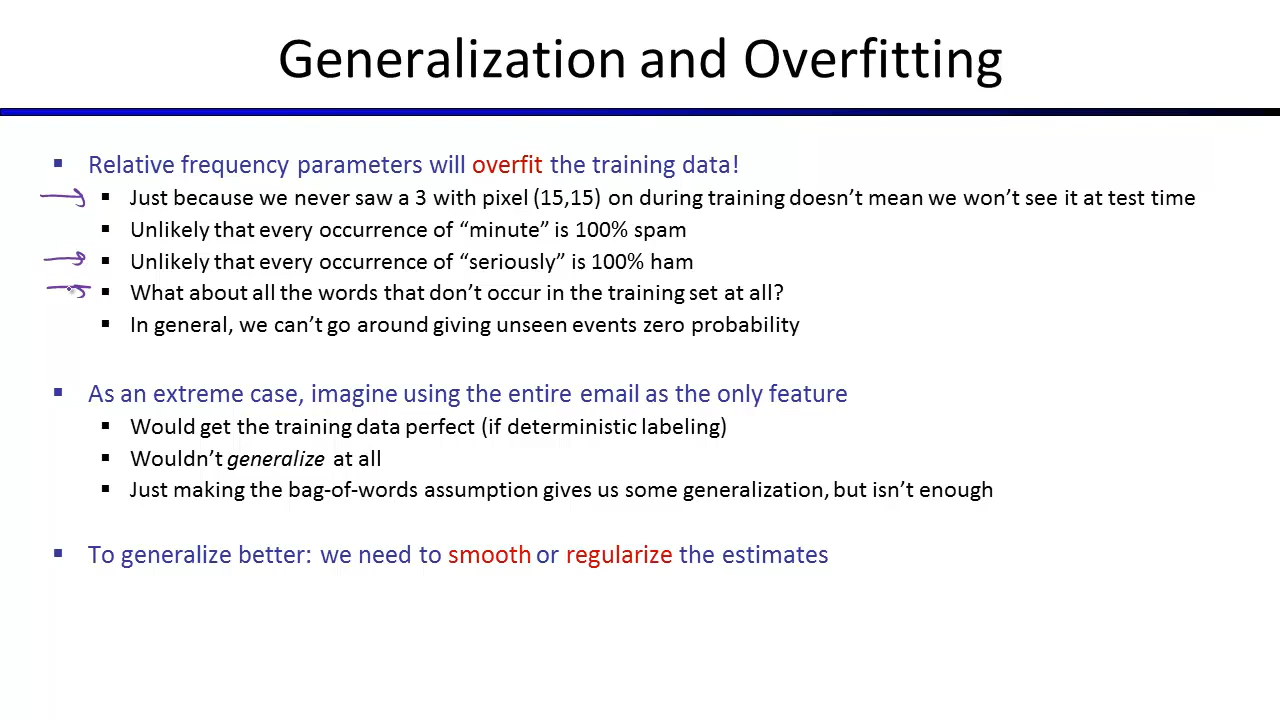 Generalization and Overfitting
▪ Relative frequency parameters will overfit the training data!
▪ Just because we never saw a 3 with pixel (15,15) on during training doesn’t mean we won’t see it at test time
▪ Unlikely that every occurrence of “minute” is 100% spam
▪ Unlikely that every occurrence of “seriously” is 100% ham
▪ What about all the words that don’t occur in the training set at all?
▪ In general, we can’t go around giving unseen events zero probability
▪ As an extreme case, imagine using the entire email as the only feature
▪ Would get the training data perfect (if deterministic labeling)
▪ Wouldn’t generalize at all
▪ Just making the bag-of-words assumption gives us some generalization, but isn’t enough
▪ To generalize better: we need to smooth or regularize the estimates